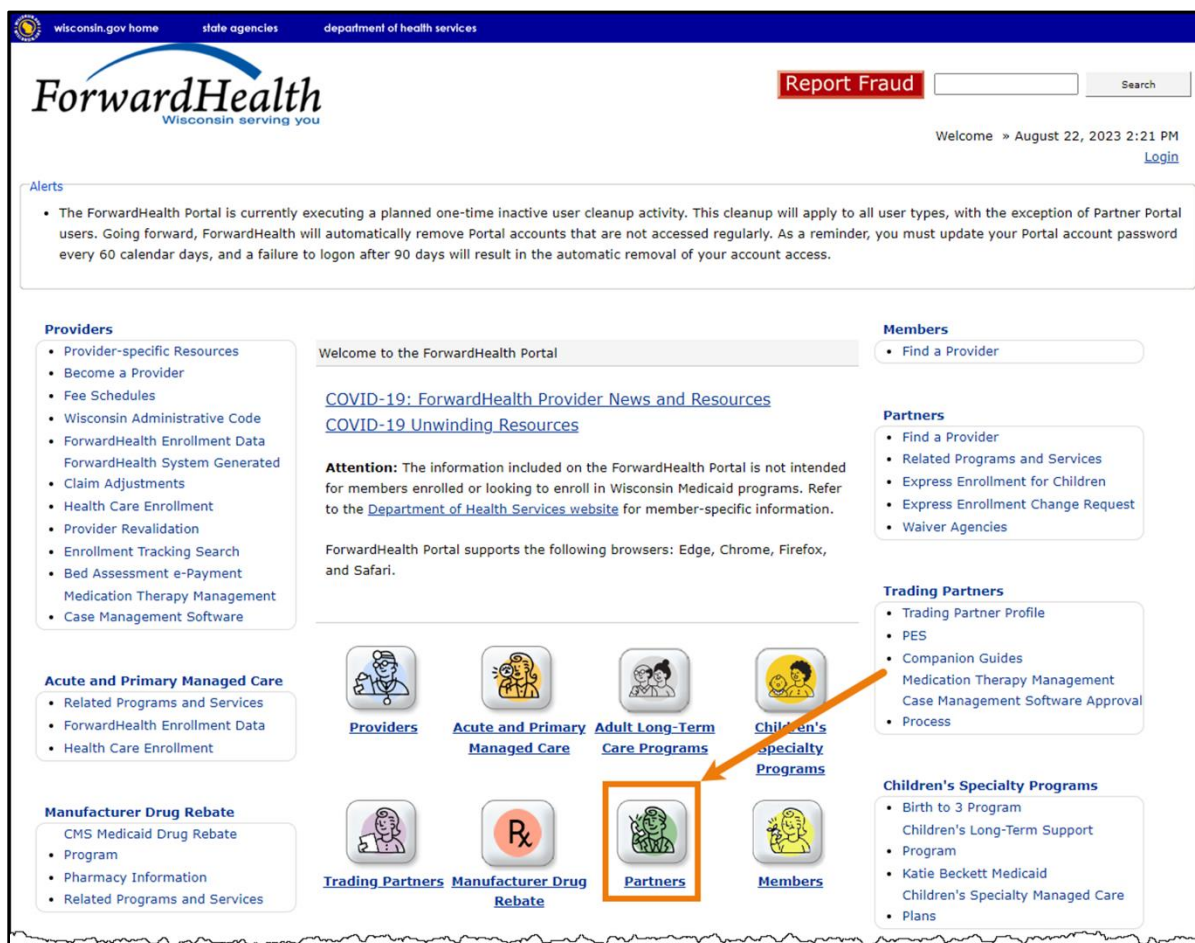 wisconsin.gov home state agencies department of health services
ForwardHealth
Wisconsin serving you
Report Fraud
Search
Welcome » August 22, 2023 2:21 PM
Login
Alerts
• The ForwardHealth Portal is currently executing a planned one-time inactive user cleanup activity. This cleanup will apply to all user types, with the exception of Partner Portal
users. Going forward, ForwardHealth will automatically remove Portal accounts that are not accessed regularly. As a reminder, you must update your Portal account password
every 60 calendar days, and a failure to logon after 90 days will result in the automatic removal of your account access.
Providers
• Provider-specific Resources
• Become a Provider
• Fee Schedules
• Wisconsin Administrative Code
• ForwardHealth Enrollment Data
ForwardHealth System Generated
• Claim Adjustments
• Health Care Enrollment
• Provider Revalidation
• Enrollment Tracking Search
• Bed Assessment e-Payment
Medication Therapy Management
• Case Management Software
Acute and Primary Managed Care
• Related Programs and Services
• ForwardHealth Enrollment Data
• Health Care Enrollment
Manufacturer Drug Rebate
CMS Medicaid Drug Rebate
• Program
• Pharmacy Information
• Related Programs and Services
Welcome to the ForwardHealth Portal
COVID-19: ForwardHealth Provider News and Resources
COVID-19 Unwinding Resources
Attention: The information included on the ForwardHealth Portal is not intended
for members enrolled or looking to enroll in Wisconsin Medicaid programs. Refer
to the Department of Health Services website for member-specific information.
ForwardHealth Portal supports the following browsers: Edge, Chrome, Firefox,
and Safari.
Providers
Acute and Primary
Managed Care
Adult Long-Term
Care Programs
Children's
Specialty
Programs
Trading Partners
Rx
Manufacturer Drug
Rebate
Partners
Members
Members
• Find a Provider
Partners
• Find a Provider
• Related Programs and Services
• Express Enrollment for Children
• Express Enrollment Change Request
• Waiver Agencies
Trading Partners
• Trading Partner Profile
• PES
• Companion Guides
Medication Therapy Management
Case Management Software Approval
• Process
Children's Specialty Programs
• Birth to 3 Program
Children's Long-Term Support
• Program
• Katie Beckett Medicaid
Children's Specialty Managed Care
• Plans